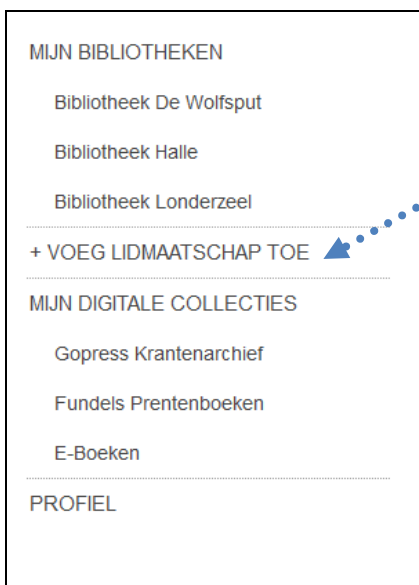 MIJN BIBLIOTHEKEN
Bibliotheek De Wolfsput
Bibliotheek Halle
Bibliotheek Londerzeel
+ VOEG LIDMAATSCHAP TOE
MIJN DIGITALE COLLECTIES
Gopress Krantenarchief
Fundels Prentenboeken
E-Boeken
PROFIEL